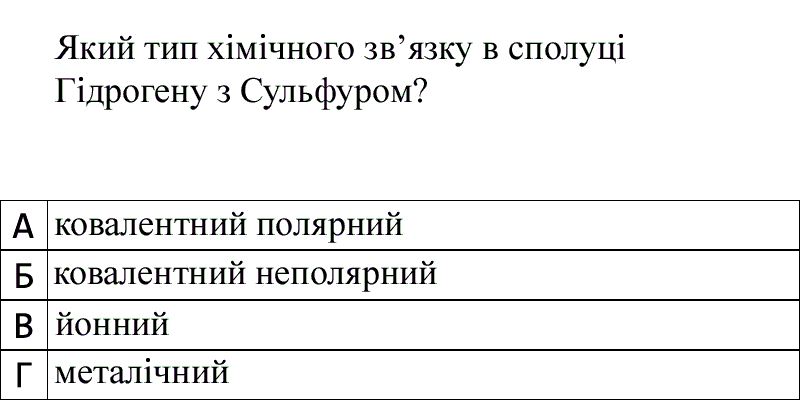 Який тип хімічного зв’язку в сполуці
Гідрогену з Сульфуром?
А ковалентний полярний
Б ковалентний неполярний
В йонний
Г металічний